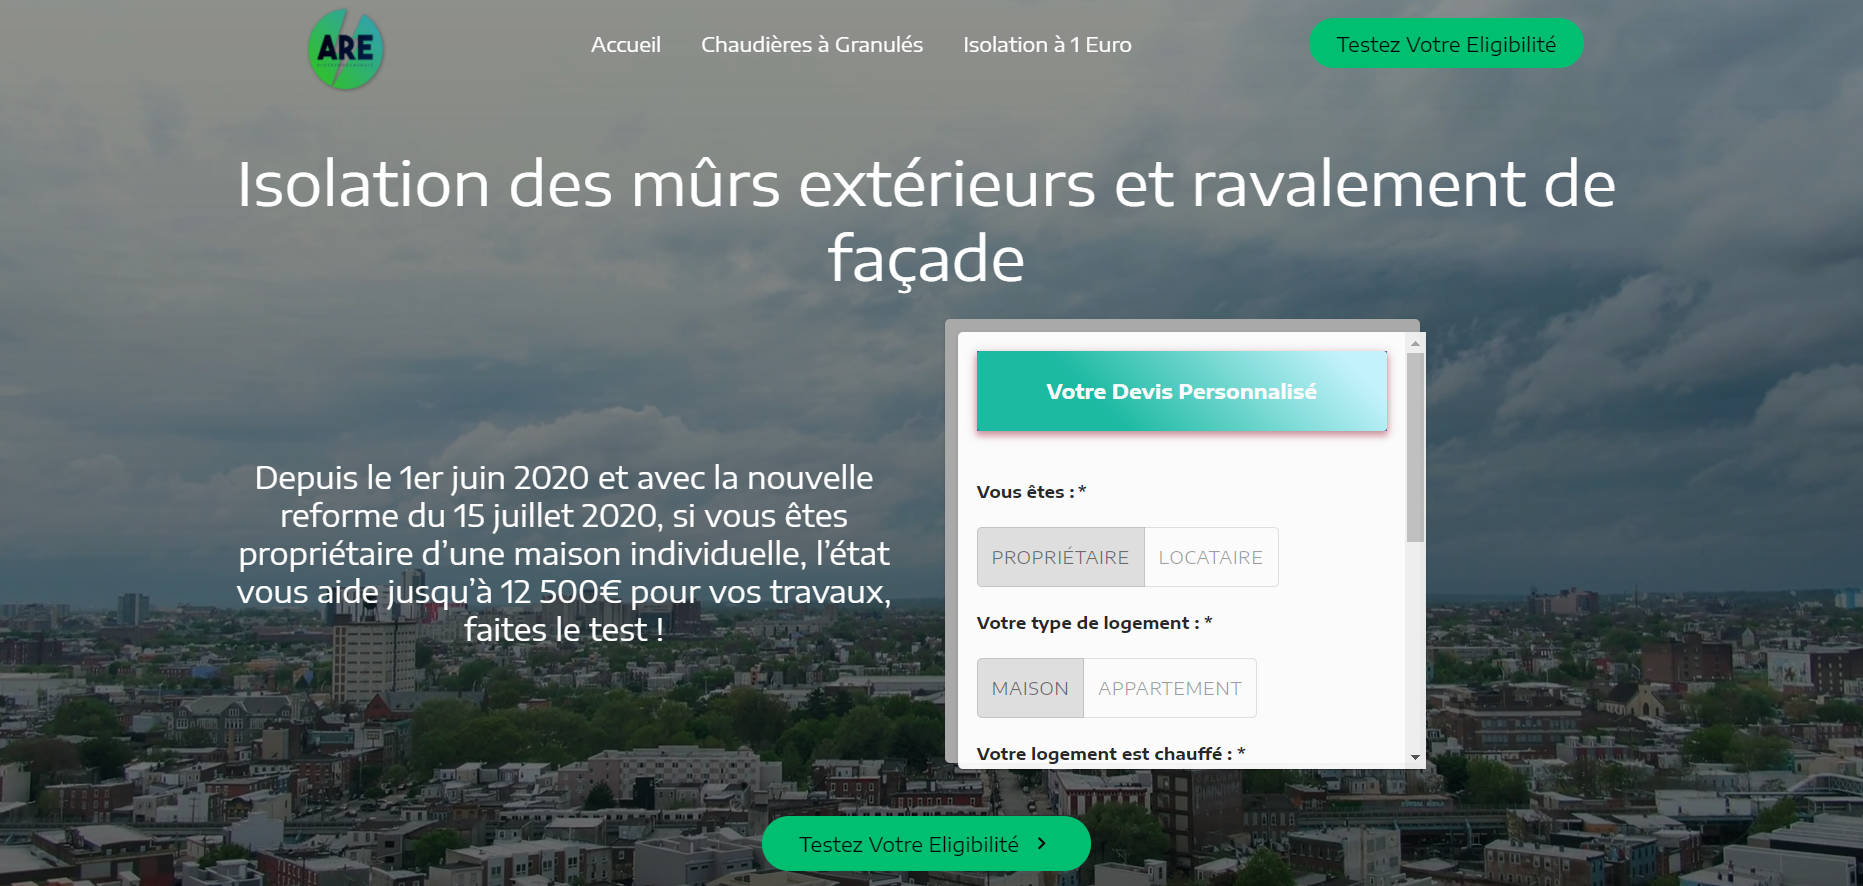 ARE
Accueil
Chaudières à Granulés
Isolation à 1 Euro
Testez Votre Eligibilité
Isolation des mûrs extérieurs et ravalement de
façade
Depuis le 1er juin 2020 et avec la nouvelle
reforme du 15 juillet 2020, si vous êtes
propriétaire d’une maison individuelle, l’état
vous aide jusqu’à 12 500€ pour vos travaux,
faites le test !
Votre Devis Personnalisé
Vous êtes : *
PROPRIÉTAIRE
LOCATAIRE
Votre type de logement : *
MAISON
APPARTEMENT
Votre logement est chauffé : *
Testez Votre Eligibilité